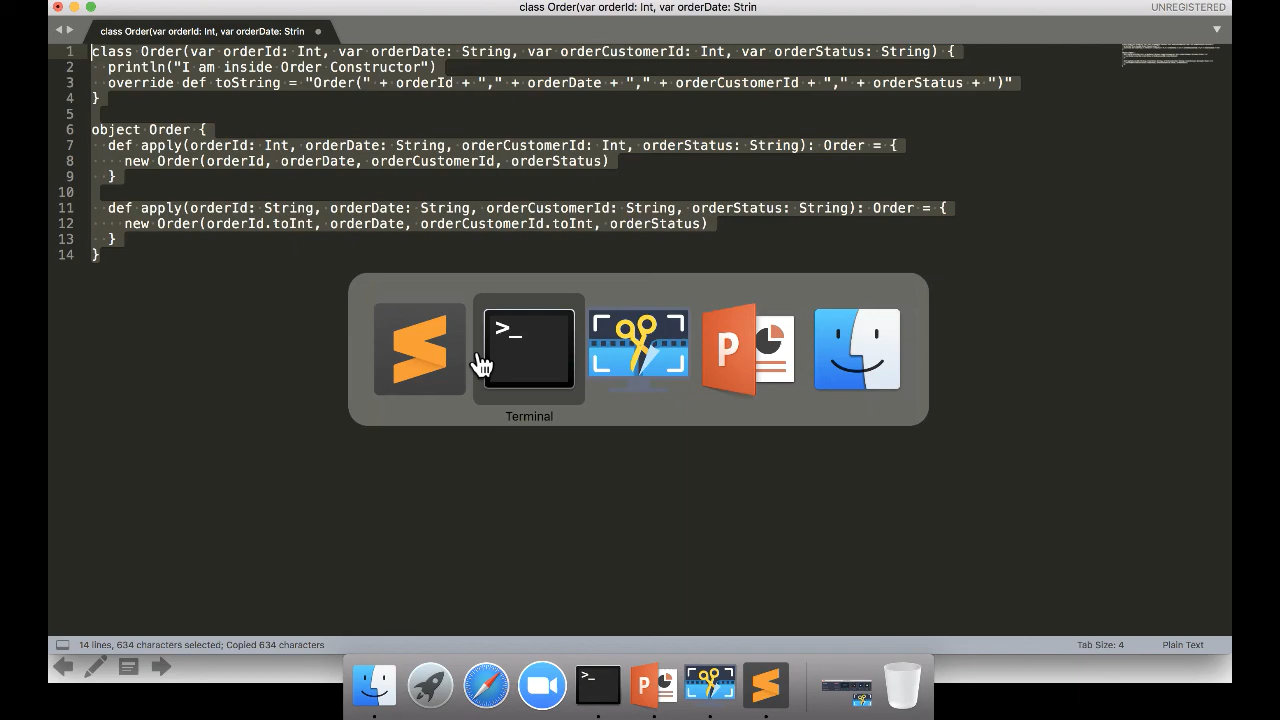 class Order(var orderId: Int, var orderDate: Strin
UNREGISTERED
class Order(var orderId: Int, var orderDate: Strin
1 class Order(var orderId: Int, var orderDate: String, var orderCustomerId: Int, var orderStatus: String) {
2 println("I am inside Order Constructor")
3 override def toString = "Order(" + orderId + "," + orderDate + "," + orderCustomerId + "," + orderStatus + ")"
4 }
5
6 object Order {
7 def apply(orderId: Int, orderDate: String, orderCustomerId: Int, orderStatus: String): Order = {
8 new Order(orderId, orderDate, orderCustomerId, orderStatus)
9 }
10
11 def apply(orderId: String, orderDate: String, orderCustomerId: String, orderStatus: String): Order = {
12 new Order(orderId.toInt, orderDate, orderCustomerId.toInt, orderStatus)
13 }
14 }
>_
P
Terminal
14 lines, 634 characters selected; Copied 634 characters
Tab Size: 4
Plain Text
>_
P